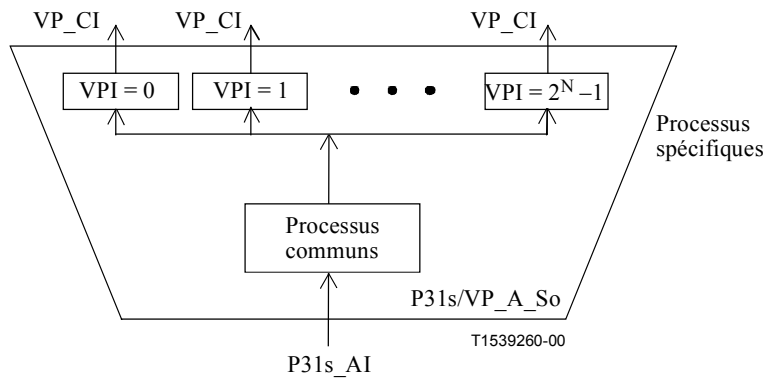 VP_CI VP_CI VP_CI
VPI = 0 VPI = 1 • • • VPI = 2^N –1
Processus
spécifiques
Processus
communs
P31s/VP_A_So
T1539260-00
P31s_AI